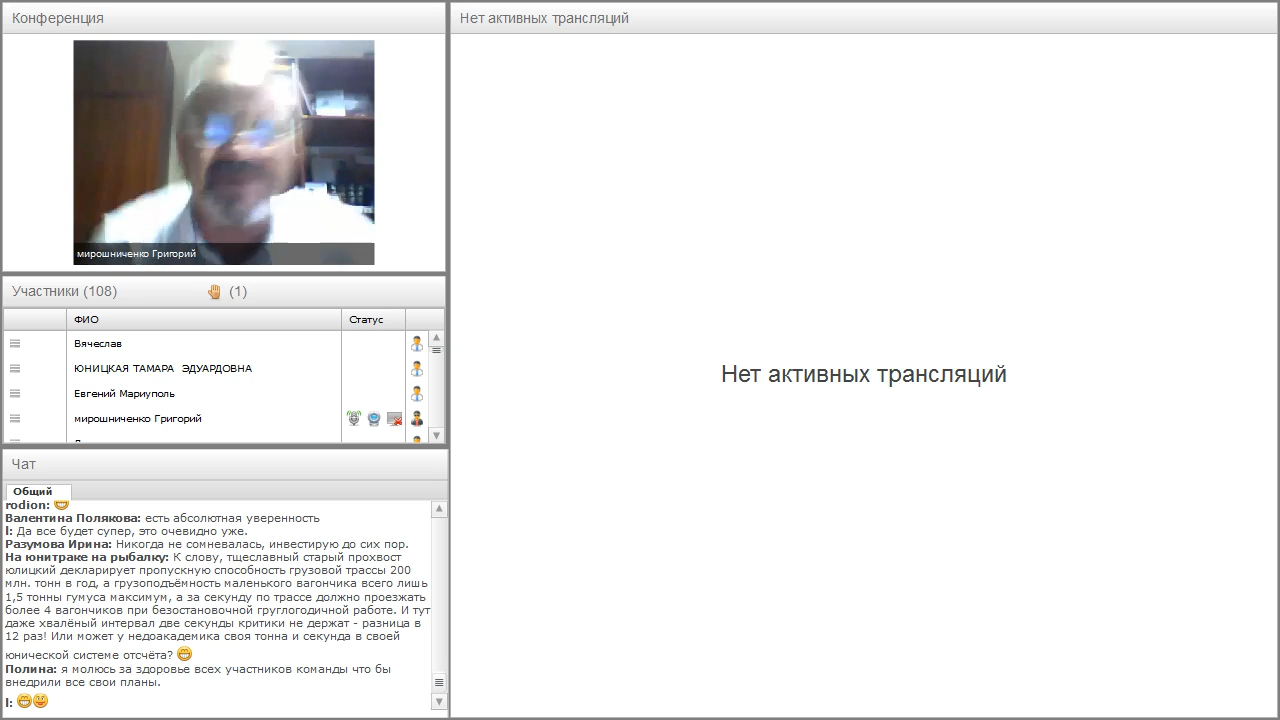 Конференция
Нет активных трансляций
мирошниченко Григорий
Участники (108) (1)
ФИО Статус
Вячеслав
ЮНИЦКАЯ ТАМАРА ЭДУАРДОВНА
Евгений Мариуполь
мирошниченко Григорий
Нет активных трансляций
Чат
Общий
rodion:
Валентина Полякова: есть абсолютная уверенность
I: Да все будет супер, это очевидно уже.
Разумова Ирина: Никогда не сомневалась, инвестирую до сих пор.
На юнитраке на рыбалку: К слову, тщеславный старый прохвост
юлицкий декларирует пропускную способность грузовой трассы 200
млн. тонн в год, а грузоподъёмность маленького вагончика всего лишь
1,5 тонны гумуса максимум, а за секунду по трассе должно проезжать
более 4 вагончиков при безостановочной груглогодичной работе. И тут
даже хвалёный интервал две секунды критики не держат - разница в
12 раз! Или может у недоакадемика своя тонна и секунда в своей
юнической системе отсчёта?
Полина: я молюсь за здоровье всех участников команды что бы
внедрили все свои планы.
I: